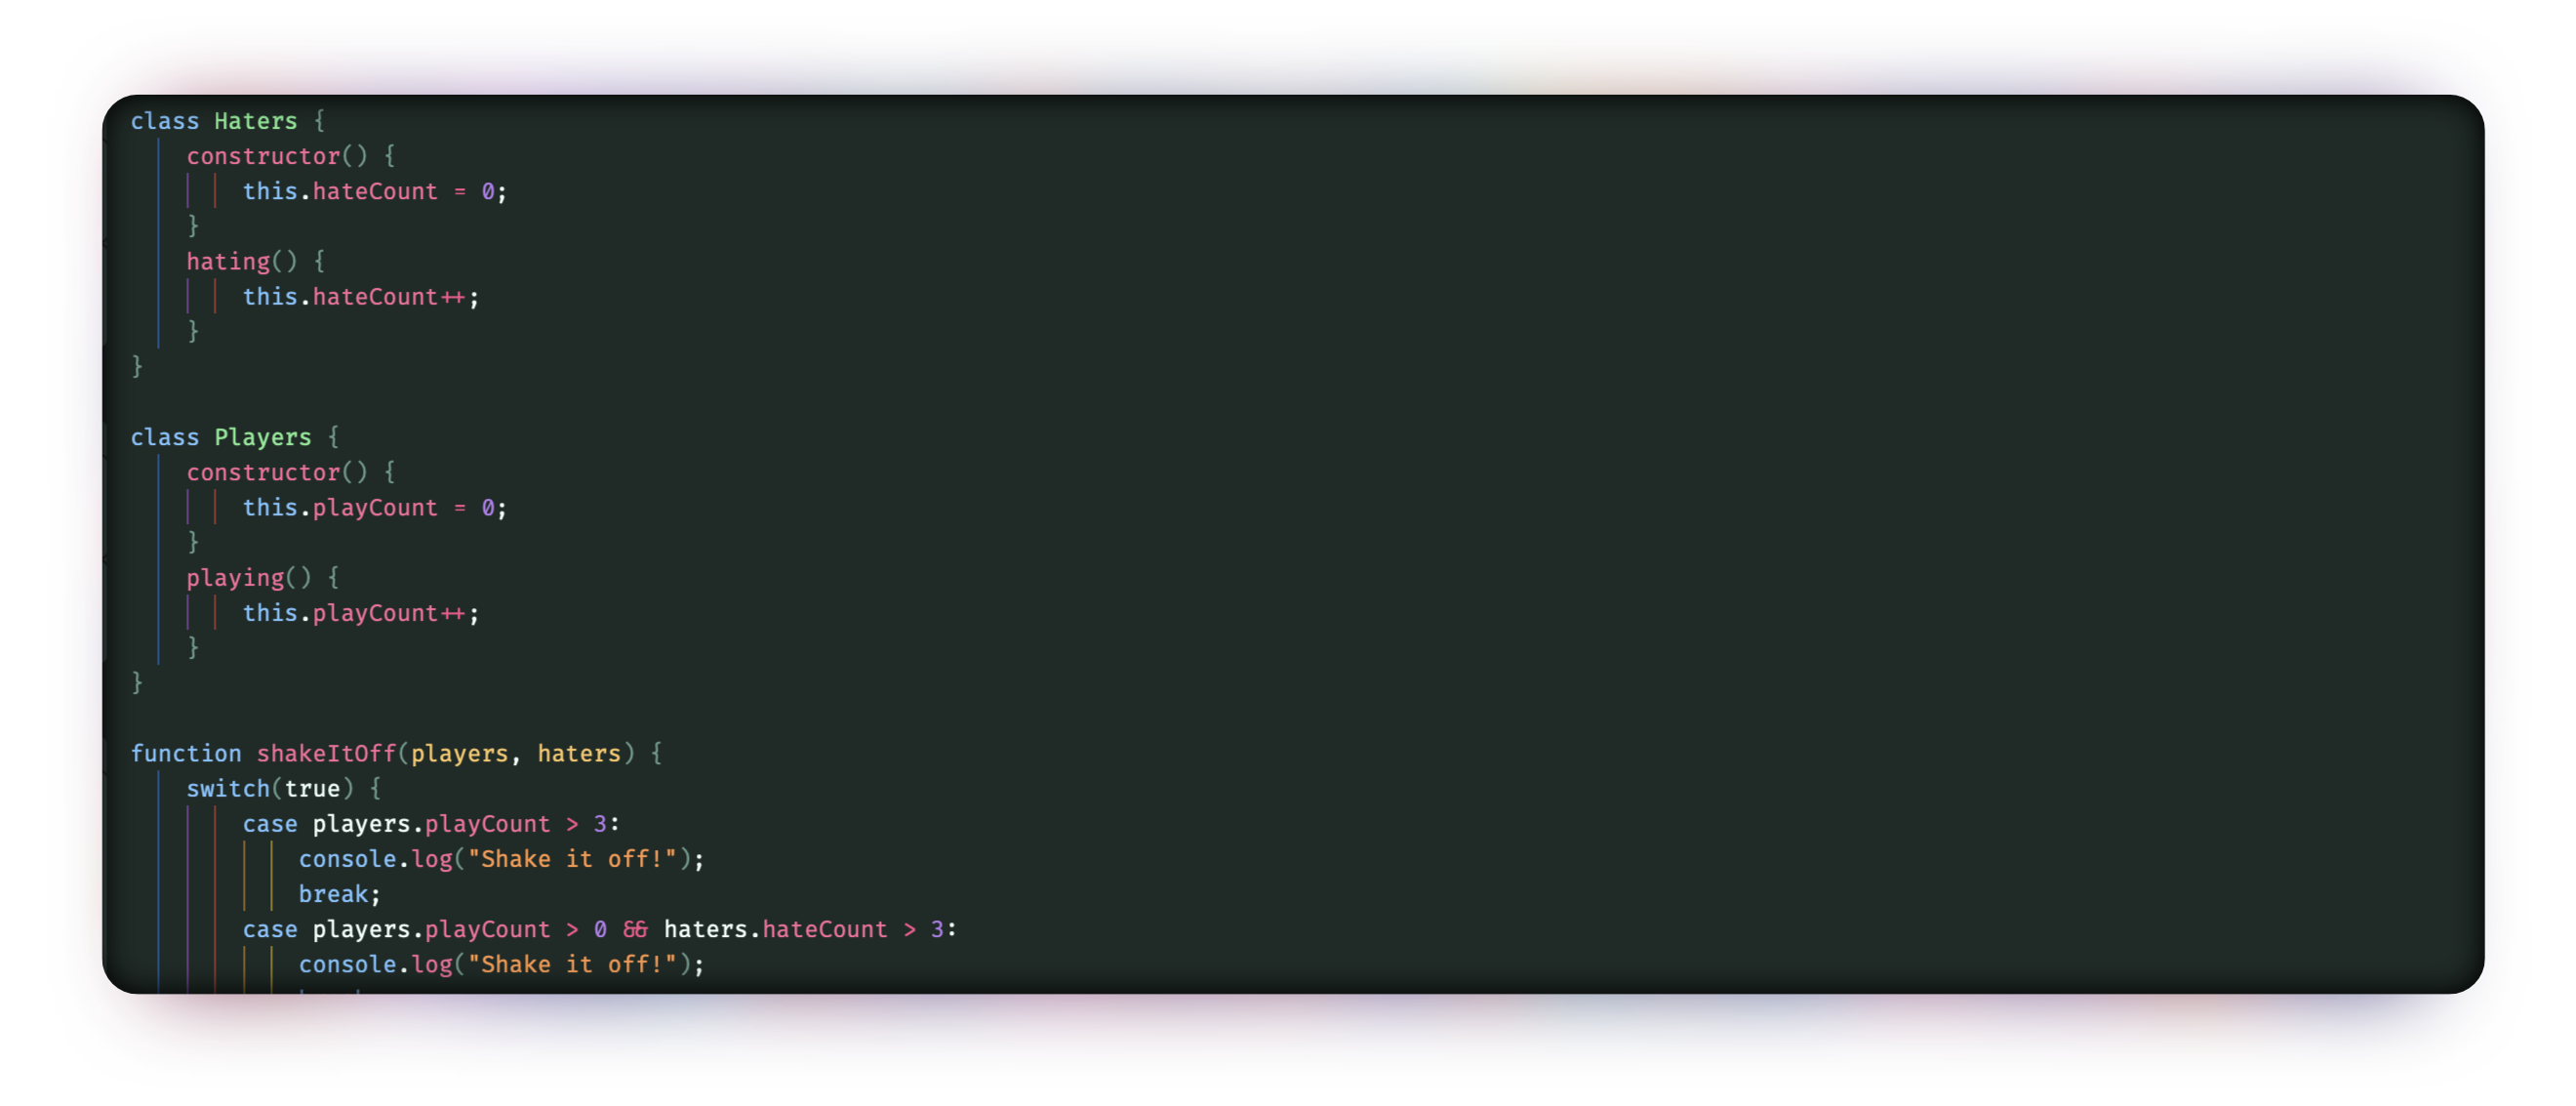 class Haters {
    constructor() {
        this.hateCount = 0;
    }
    hating() {
        this.hateCount++;
    }
}

class Players {
    constructor() {
        this.playCount = 0;
    }
    playing() {
        this.playCount++;
    }
}

function shakeItOff(players, haters) {
    switch(true) {
        case players.playCount > 3:
            console.log("Shake it off!");
            break;
        case players.playCount > 0 && haters.hateCount > 3:
            console.log("Shake it off!");